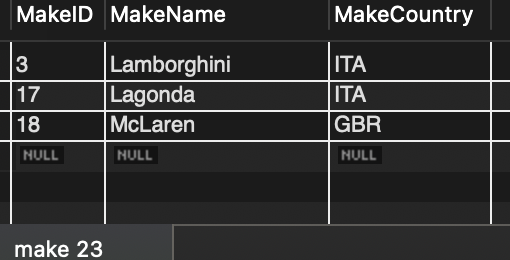 MakeID MakeName MakeCountry
3 Lamborghini ITA
17 Lagonda ITA
18 McLaren GBR
NULL NULL NULL
make 23